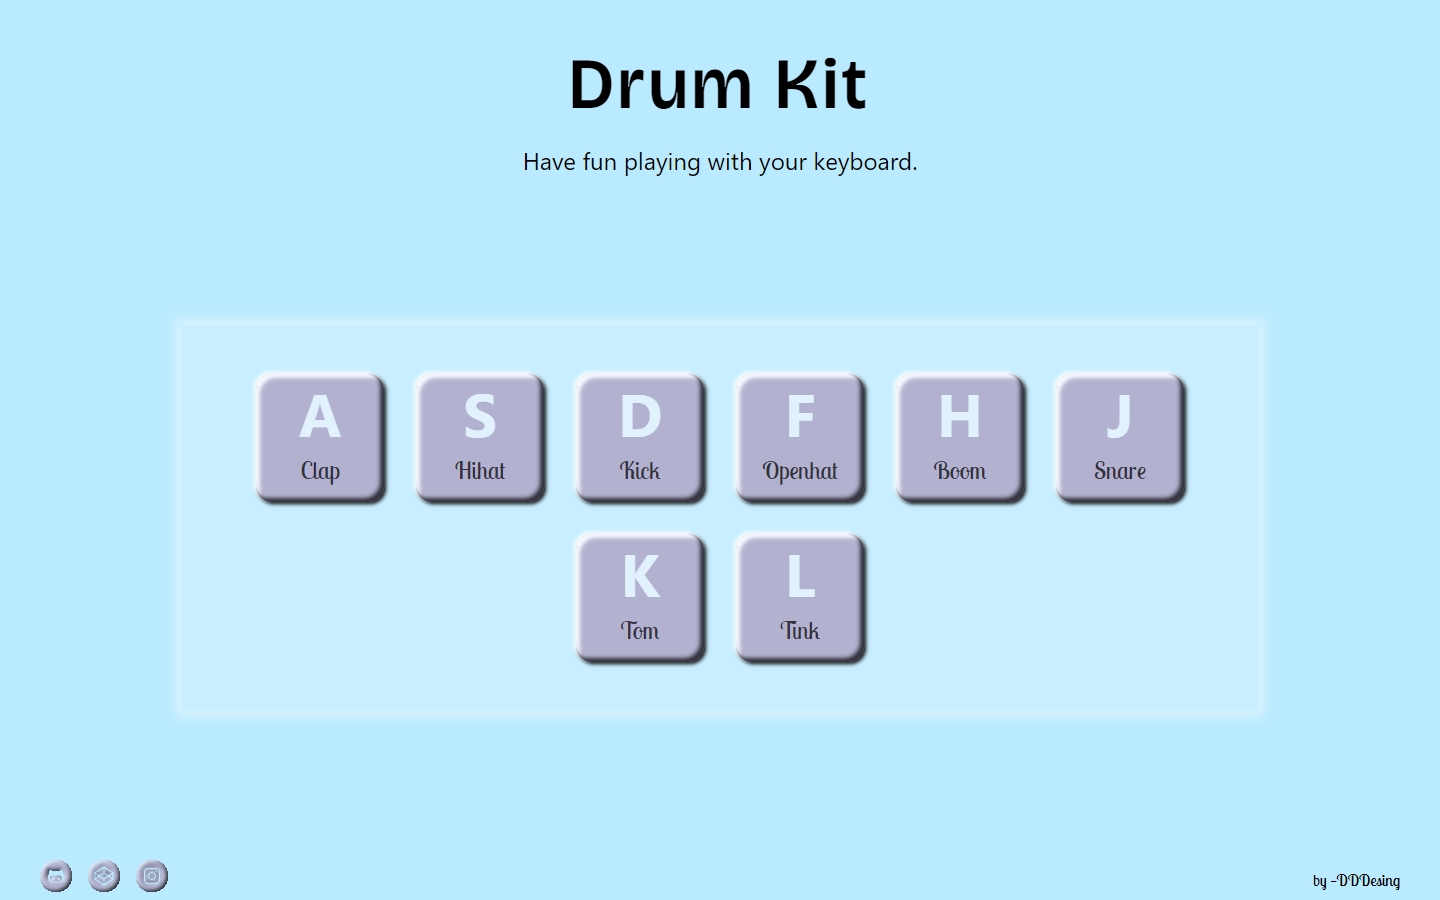 Drum Kit
Have fun playing with your keyboard.
A S D F H J
Clap Hihat Kick Openhat Boom Snare
K L
Tom Tink
by -DDDesing